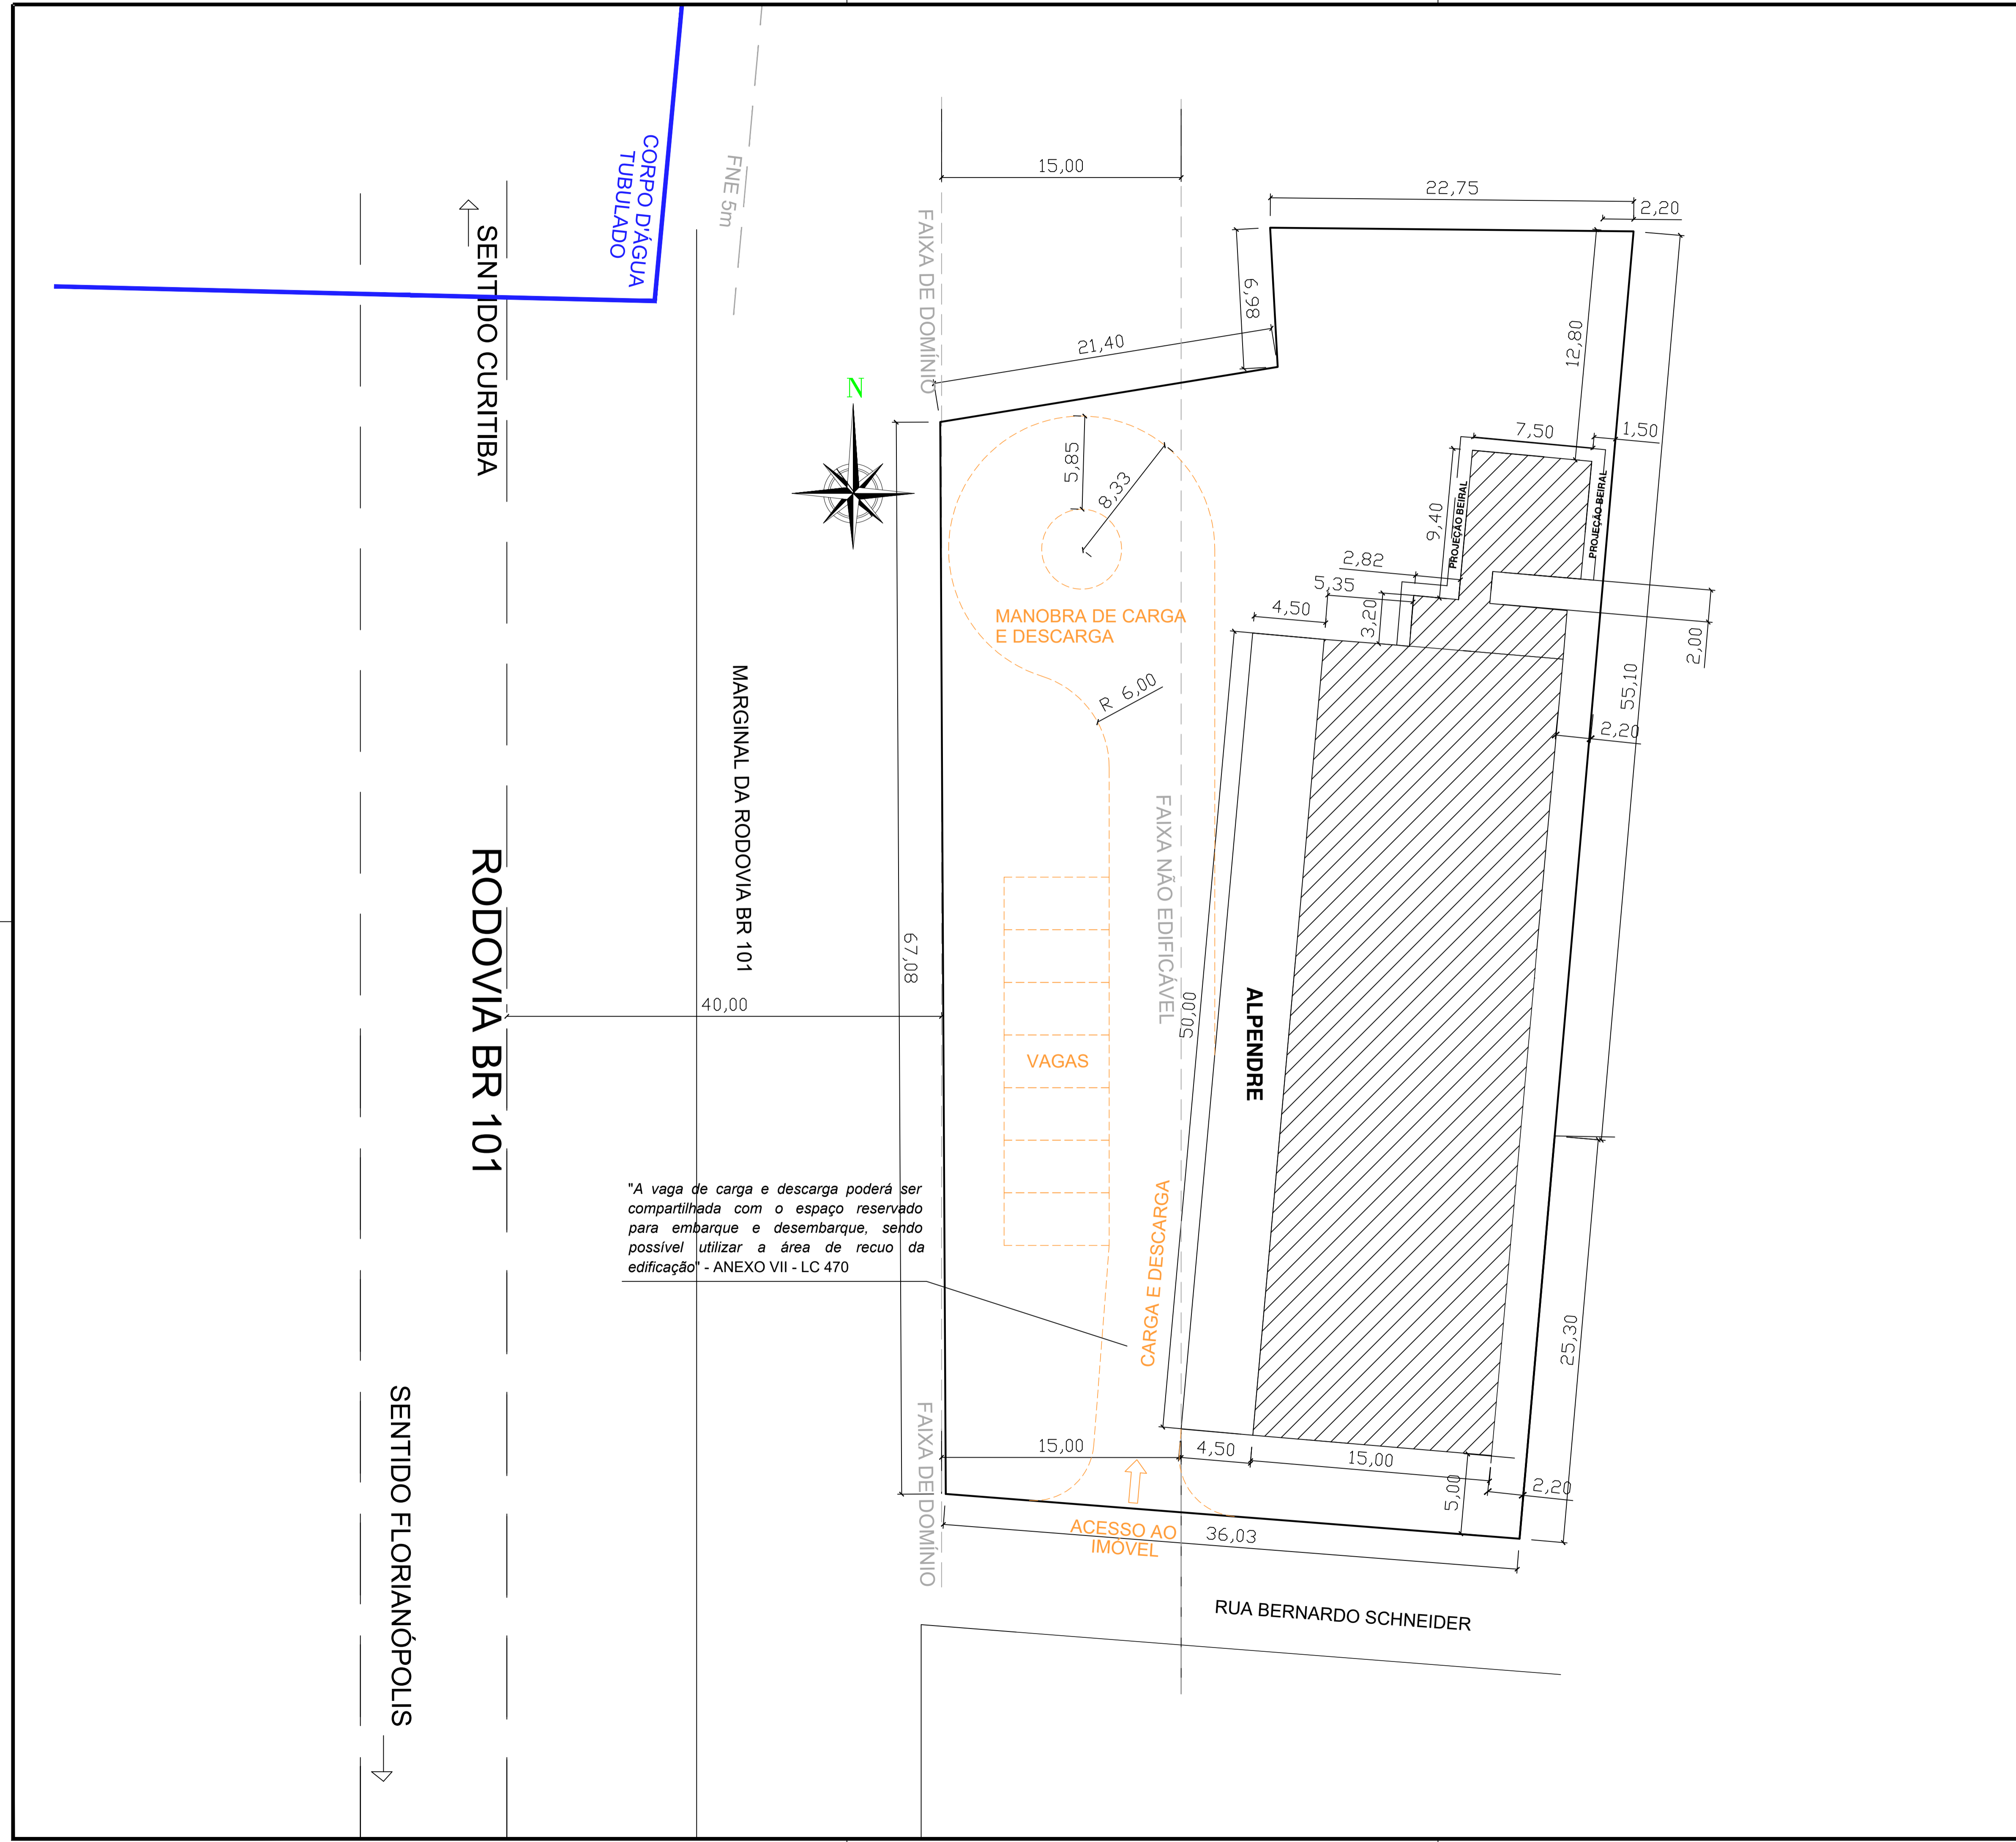 CORPO D'ÁGUA
TUBULADO
FNE 5m
SENTIDO CURITIBA
FAIXA DE DOMÍNIO
15,00
22,75
2,20
6,98
21,40
12,80
N
5,85
8,33
7,50
1,50
PROJEÇÃO BEIRAL
PROJEÇÃO BEIRAL
9,40
2,82
5,35
4,50
3,20
2,00
MANOBRA DE CARGA
E DESCARGA
R 6,00
55,10
2,20
MARGINAL DA RODOVIA BR 101
RODOVIA BR 101
67,08
40,00
FAIXA NÃO EDIFICÁVEL
50,00
ALPENDRE
VAGAS
"A vaga de carga e descarga poderá ser
compartilhada com o espaço reservado
para embarque e desembarque, sendo
possível utilizar a área de recuo da
edificação" - ANEXO VII - LC 470
CARGA E DESCARGA
25,30
SENTIDO FLORIANÓPOLIS
FAIXA DE DOMÍNIO
15,00
4,50
15,00
5,00
2,20
ACESSO AO
IMÓVEL
36,03
RUA BERNARDO SCHNEIDER